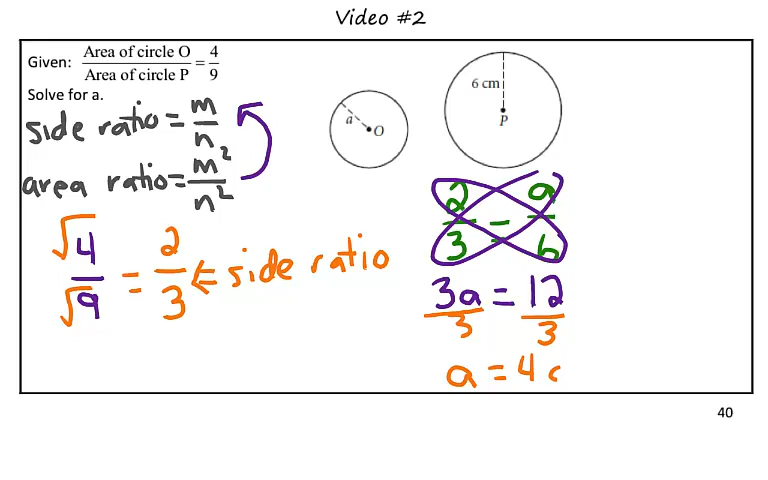 Video #2
Given: Area of circle O / Area of circle P = 4/9
Solve for a.
side ratio = m/n
area ratio = m²/n²
√4/√9 = 2/3 ← side ratio
a
O
6 cm
P
2/3 = a/6
3a = 12
3 3
a = 4 c
40